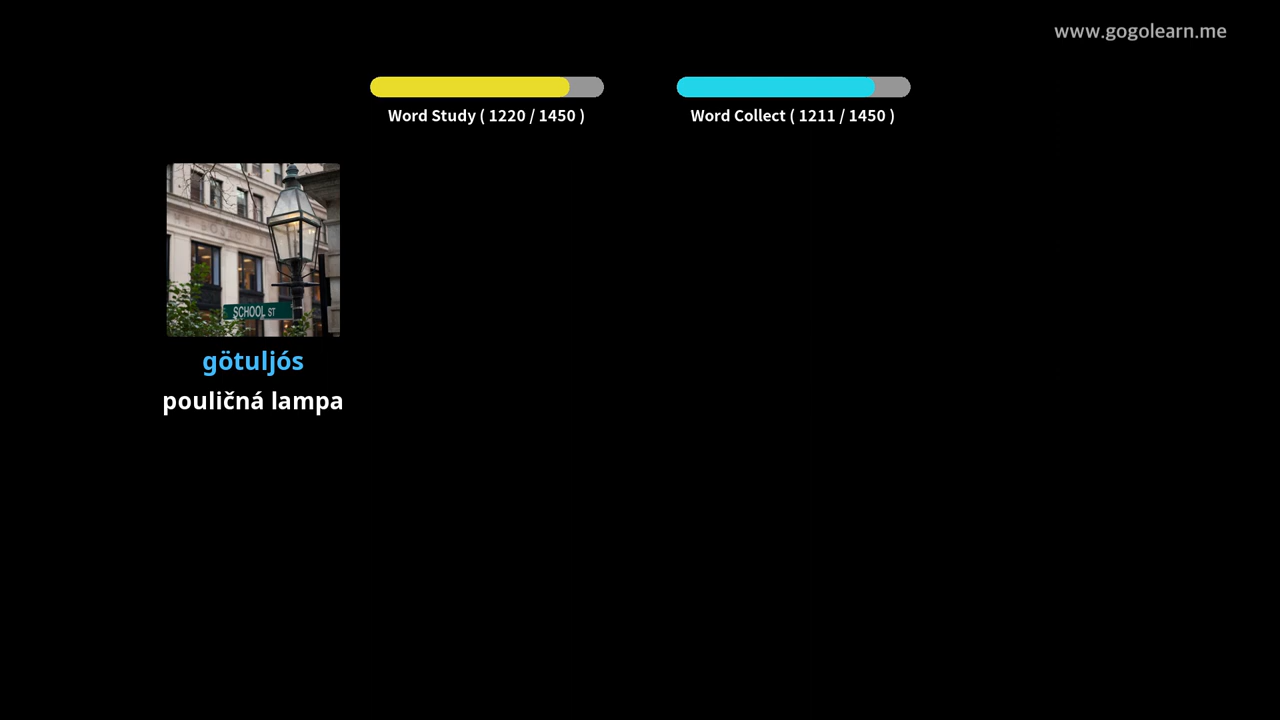 www.gogolearn.me
Word Study ( 1220 / 1450 )
Word Collect ( 1211 / 1450 )
SCHOOL ST
götuljós
pouličná lampa